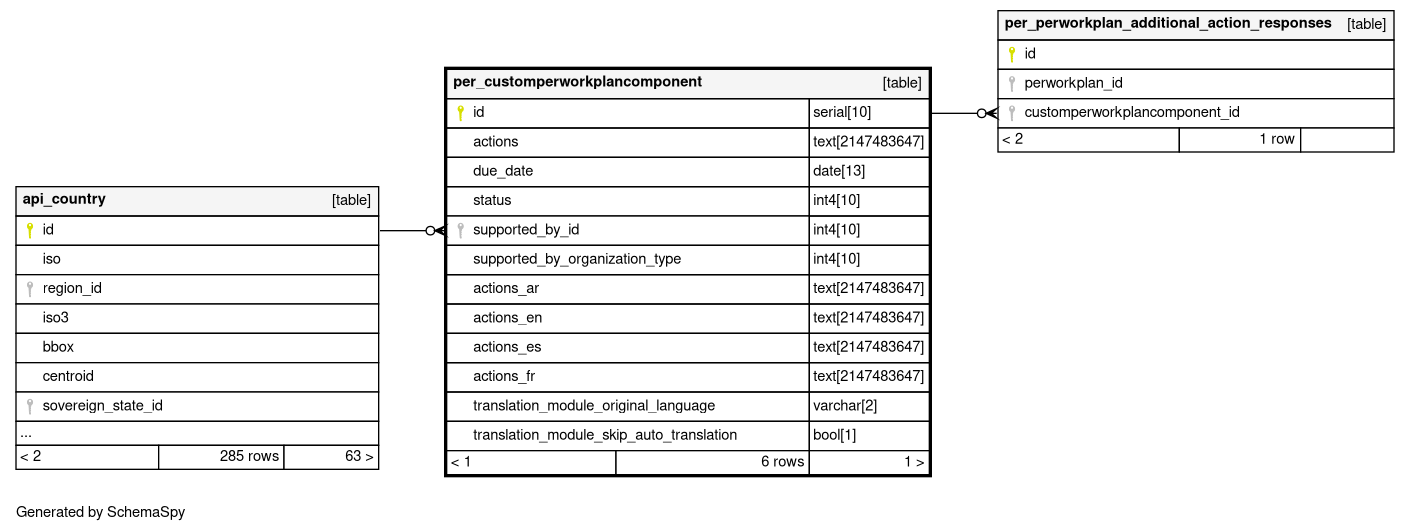 per_perworkplan_additional_action_responses [table]
id
perworkplan_id
customperworkplancomponent_id
< 2 1 row
per_customperworkplancomponent [table]
id serial[10]
actions text[2147483647]
due_date date[13]
status int4[10]
supported_by_id int4[10]
supported_by_organization_type int4[10]
actions_ar text[2147483647]
actions_en text[2147483647]
actions_es text[2147483647]
actions_fr text[2147483647]
translation_module_original_language varchar[2]
translation_module_skip_auto_translation bool[1]
< 1 6 rows 1 >
api_country [table]
id
iso
region_id
iso3
bbox
centroid
sovereign_state_id
...
< 2 285 rows 63 >
Generated by SchemaSpy